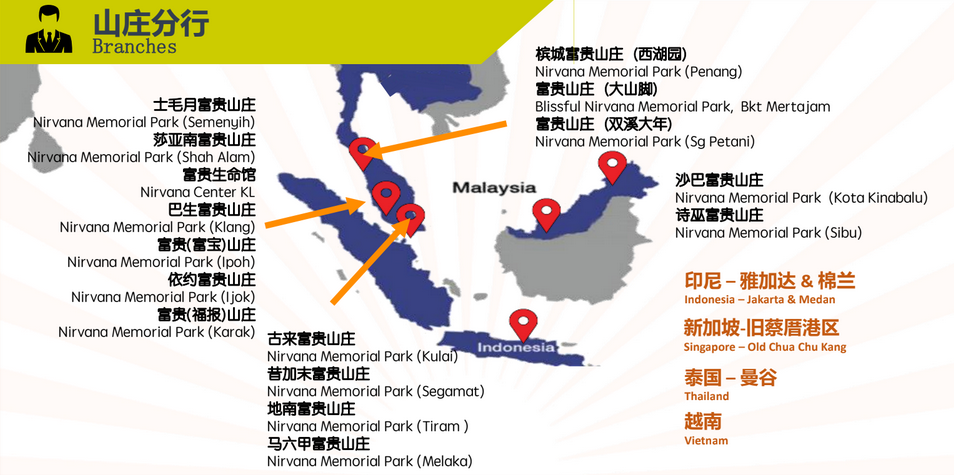 山庄分行
Branches
士毛月富贵山庄
Nirvana Memorial Park (Semenyih)
莎亚南富贵山庄
Nirvana Memorial Park (Shah Alam)
富贵生命馆
Nirvana Center KL
巴生富贵山庄
Nirvana Memorial Park (Klang)
富贵(富宝)山庄
Nirvana Memorial Park (Ipoh)
依约富贵山庄
Nirvana Memorial Park (Ijok)
富贵(福报)山庄
Nirvana Memorial Park (Karak)
古来富贵山庄
Nirvana Memorial Park (Kulai)
昔加末富贵山庄
Nirvana Memorial Park (Segamat)
地南富贵山庄
Nirvana Memorial Park (Tiram )
马六甲富贵山庄
Nirvana Memorial Park (Melaka)
槟城富贵山庄 (西湖园)
Nirvana Memorial Park (Penang)
富贵山庄 (大山脚)
Blissful Nirvana Memorial Park, Bkt Mertajam
富贵山庄 (双溪大年)
Nirvana Memorial Park (Sg Petani)
Malaysia
Indonesia
沙巴富贵山庄
Nirvana Memorial Park (Kota Kinabalu)
诗巫富贵山庄
Nirvana Memorial Park (Sibu)
印尼 – 雅加达 & 棉兰
Indonesia – Jakarta & Medan
新加坡-旧蔡厝港区
Singapore – Old Chua Chu Kang
泰国 – 曼谷
Thailand
越南
Vietnam